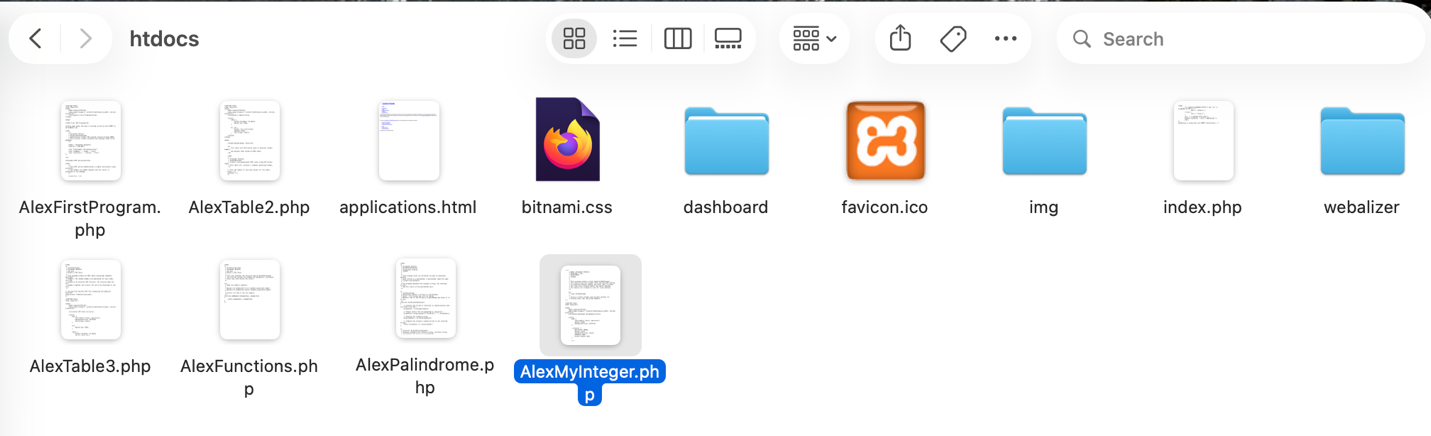 htdocs
Search
AlexFirstProgram.
php
AlexTable2.php
applications.html
bitnami.css
dashboard
favicon.ico
img
index.php
webalizer
AlexTable3.php
AlexFunctions.ph
p
AlexPalindrome.p
hp
AlexMyInteger.ph
p